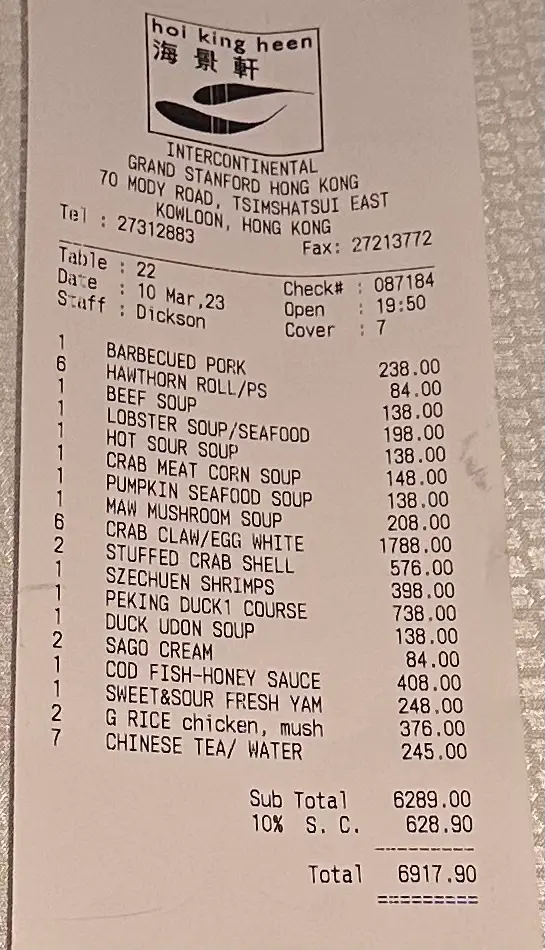 hoi king heen
海景軒
INTERCONTINENTAL
GRAND STANFORD HONG KONG
70 MODY ROAD, TSIMSHATSUI EAST
KOWLOON, HONG KONG
Tel : 27312883 Fax: 27213772
Table : 22 Check# : 087184
Date : 10 Mar,23 Open : 19:50
Staff : Dickson Cover : 7
1 BARBECUED PORK 238.00
6 HAWTHORN ROLL/PS 84.00
1 BEEF SOUP 138.00
1 LOBSTER SOUP/SEAFOOD 198.00
1 HOT SOUR SOUP 138.00
1 CRAB MEAT CORN SOUP 148.00
1 PUMPKIN SEAFOOD SOUP 138.00
1 MAW MUSHROOM SOUP 208.00
6 CRAB CLAW/EGG WHITE 1788.00
2 STUFFED CRAB SHELL 576.00
1 SZECHUEN SHRIMPS 398.00
1 PEKING DUCK1 COURSE 738.00
1 DUCK UDON SOUP 138.00
2 SAGO CREAM 84.00
1 COD FISH-HONEY SAUCE 408.00
1 SWEET&SOUR FRESH YAM 248.00
2 G RICE chicken, mush 376.00
7 CHINESE TEA/ WATER 245.00
Sub Total 6289.00
10% S. C. 628.90
Total 6917.90